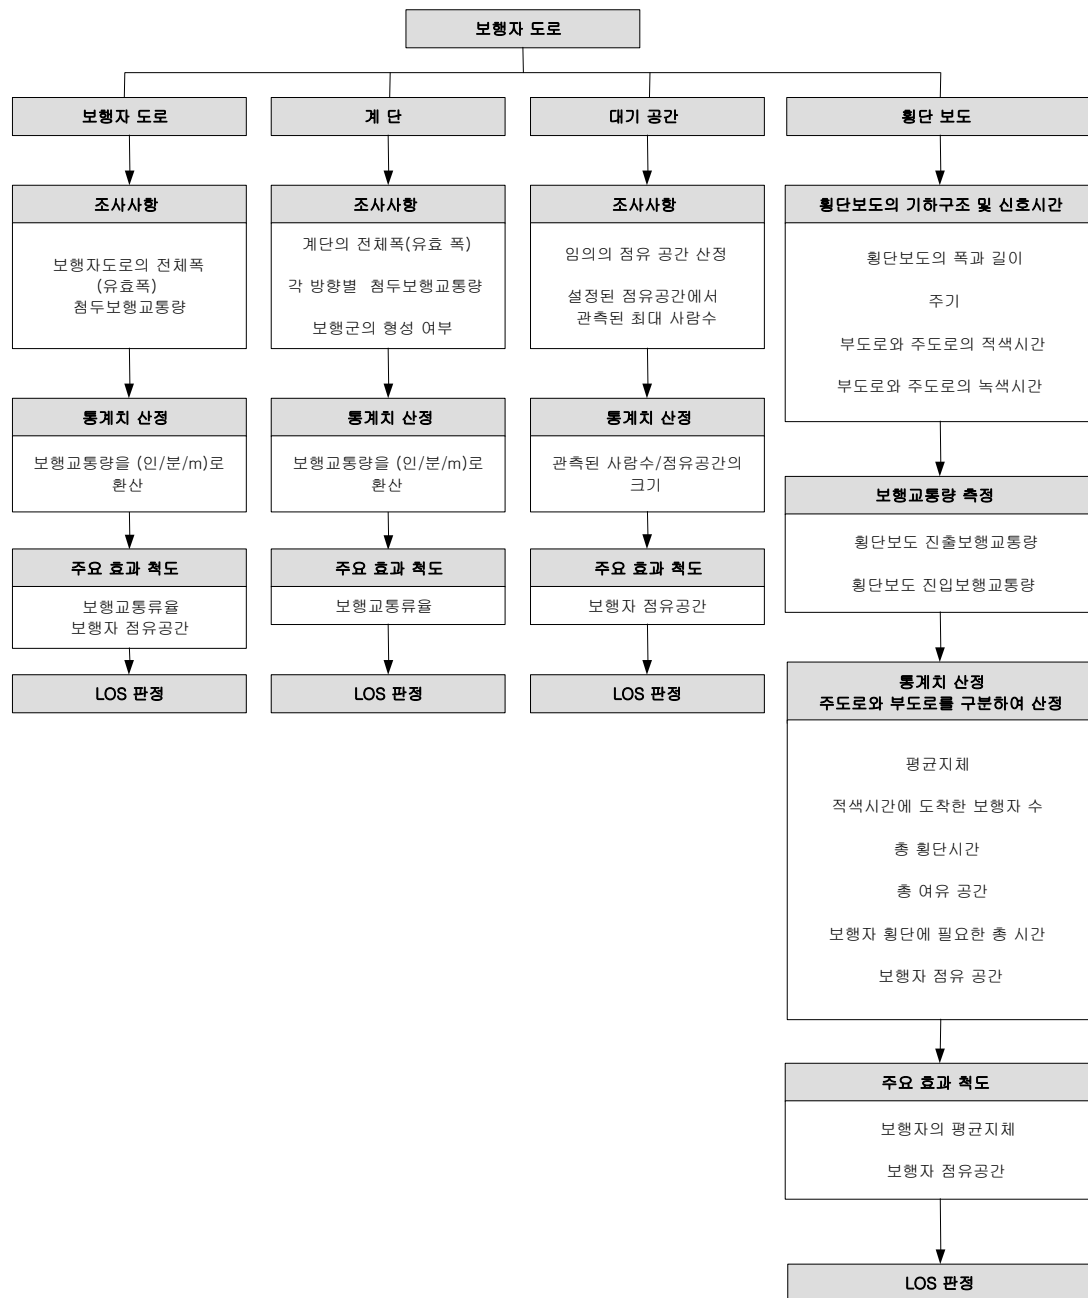 보행자 도로
보행자 도로
조사사항
보행자도로의 전체폭
(유효폭)
첨두보행교통량
통계치 산정
보행교통량을 (인/분/m)로
환산
주요 효과 척도
보행교통류율
보행자 점유공간
LOS 판정
계 단
조사사항
계단의 전체폭(유효 폭)
각 방향별 첨두보행교통량
보행군의 형성 여부
통계치 산정
보행교통량을 (인/분/m)로
환산
주요 효과 척도
보행교통류율
LOS 판정
대기 공간
조사사항
임의의 점유 공간 산정
설정된 점유공간에서
관측된 최대 사람수
통계치 산정
관측된 사람수/점유공간의
크기
주요 효과 척도
보행자 점유공간
LOS 판정
횡단 보도
횡단보도의 기하구조 및 신호시간
횡단보도의 폭과 길이
주기
부도로와 주도로의 적색시간
부도로와 주도로의 녹색시간
보행교통량 측정
횡단보도 진출보행교통량
횡단보도 진입보행교통량
통계치 산정
주도로와 부도로를 구분하여 산정
평균지체
적색시간에 도착한 보행자 수
총 횡단시간
총 여유 공간
보행자 횡단에 필요한 총 시간
보행자 점유 공간
주요 효과 척도
보행자의 평균지체
보행자 점유공간
LOS 판정